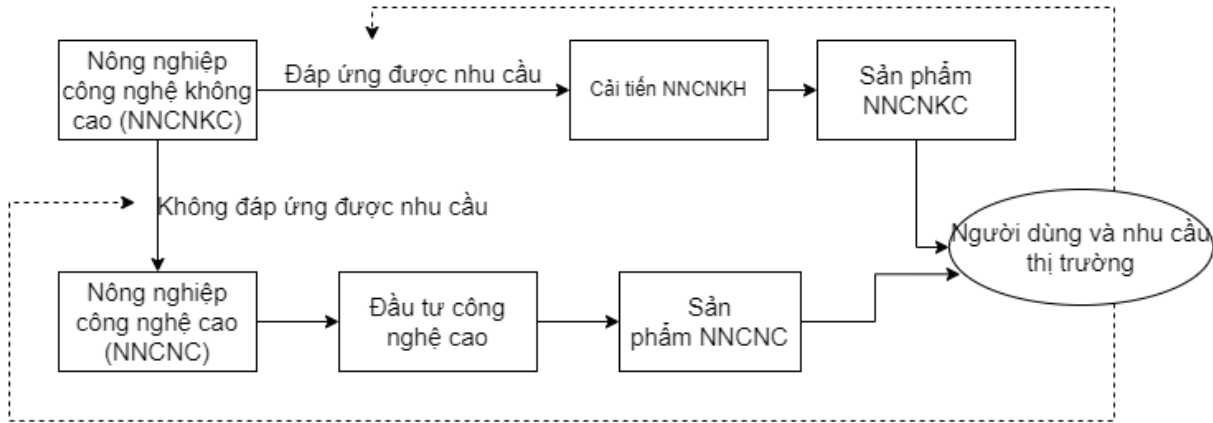 Nông nghiệp
công nghệ không
cao (NNCNKC)
Đáp ứng được nhu cầu
Cải tiến NNCNKH
Sản phẩm
NNCNKC
Không đáp ứng được nhu cầu
Người dùng và nhu cầu
thị trường
Nông nghiệp
công nghệ cao
(NNCNC)
Đầu tư công
nghệ cao
Sản
phẩm NNCNC